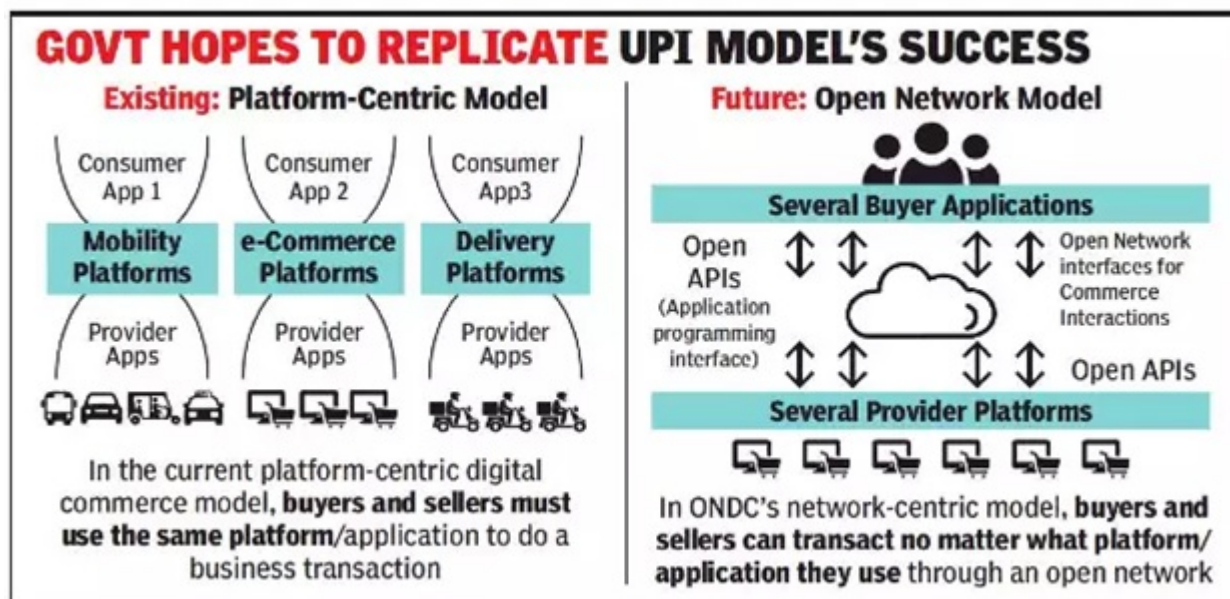 GOVT HOPES TO REPLICATE UPI MODEL'S SUCCESS
Existing: Platform-Centric Model
Consumer
App 1
Consumer
App 2
Consumer
App3
Mobility
Platforms
e-Commerce
Platforms
Delivery
Platforms
Provider
Apps
Provider
Apps
Provider
Apps
In the current platform-centric digital
commerce model, buyers and sellers must
use the same platform/application to do a
business transaction
Future: Open Network Model
Several Buyer Applications
Open
APIs
(Application
programming
interface)
Open Network
interfaces for
Commerce
Interactions
Open APIs
Several Provider Platforms
In ONDC's network-centric model, buyers and
sellers can transact no matter what platform/
application they use through an open network